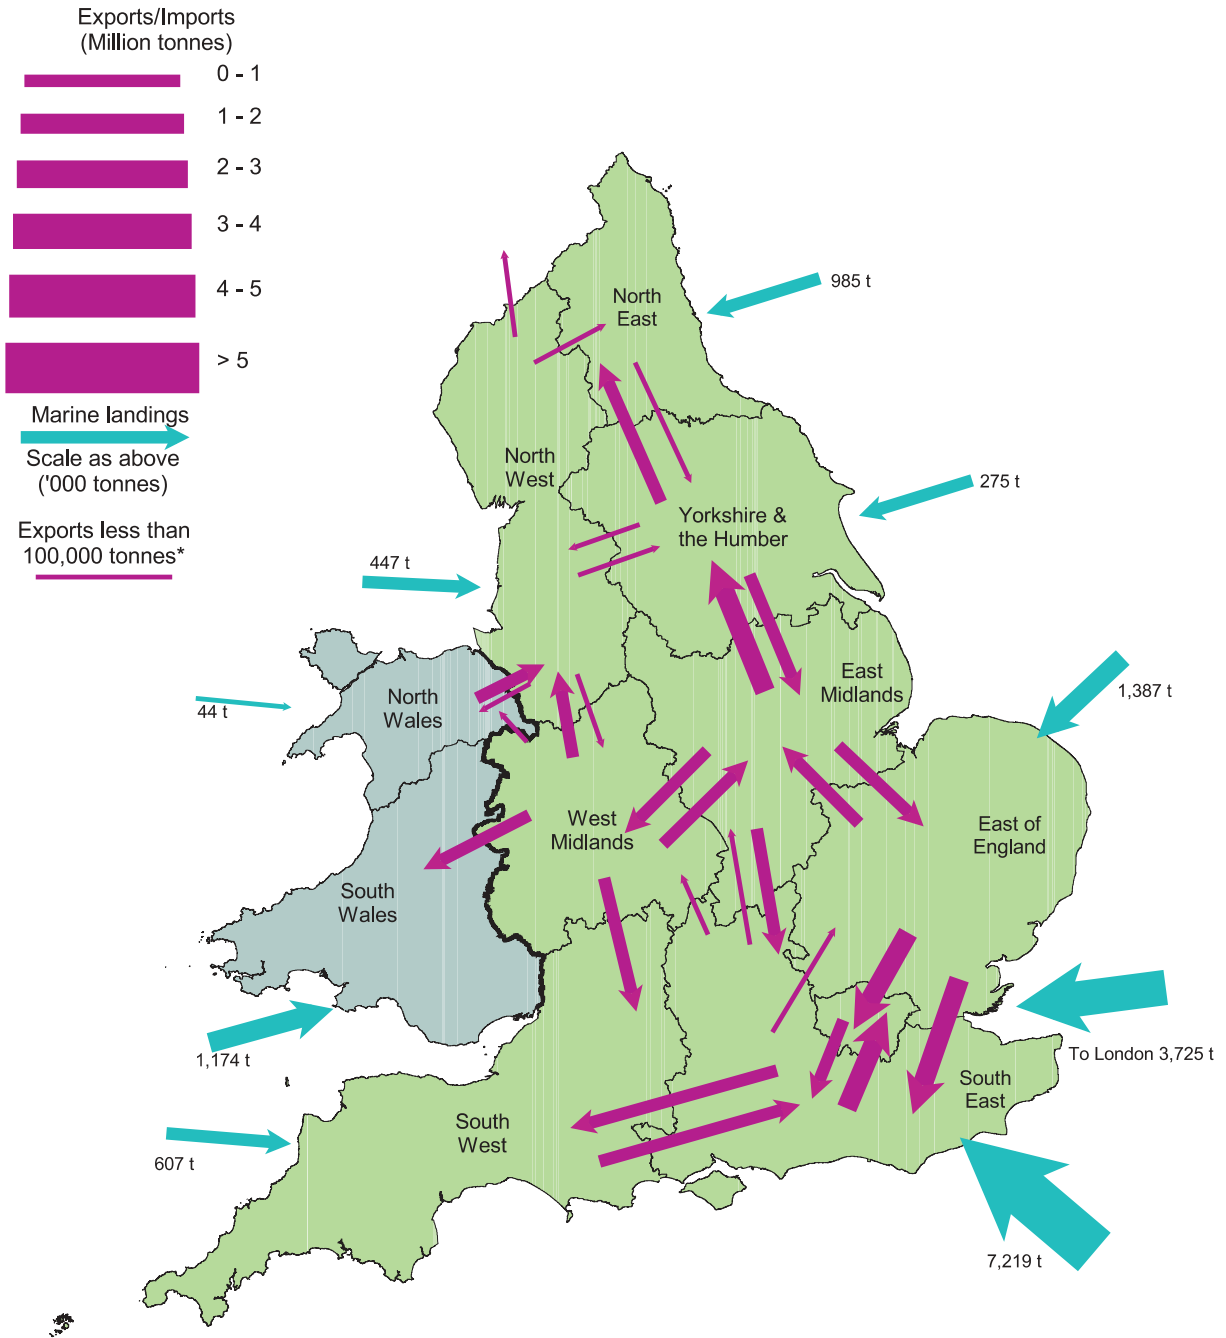 Exports/Imports
(Million tonnes)
0 - 1
1 - 2
2 - 3
3 - 4
4 - 5
> 5
Marine landings
Scale as above
('000 tonnes)
Exports less than
100,000 tonnes*
North
East
985 t
North
West
275 t
Yorkshire &
the Humber
447 t
East
Midlands
1,387 t
North
Wales
44 t
West
Midlands
East of
England
South
Wales
1,174 t
To London 3,725 t
South
East
South
West
607 t
7,219 t